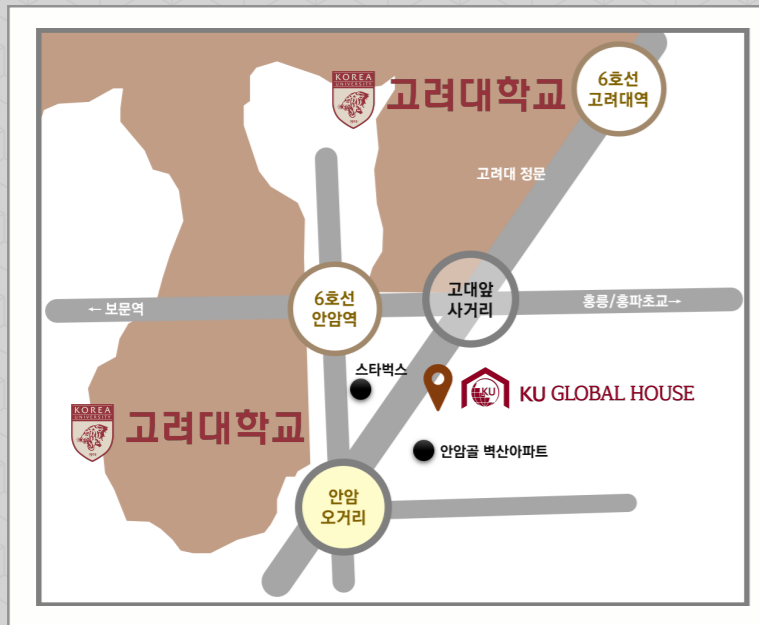 KOREA
UNIVERSITY
고려대학교
6호선
고려대역
고려대 정문
← 보문역
6호선
안암역
고대앞
사거리
홍릉/홍파초교→
스타벅스
KU
KU GLOBAL HOUSE
KOREA
UNIVERSITY
고려대학교
안암골 벽산아파트
안암
오거리